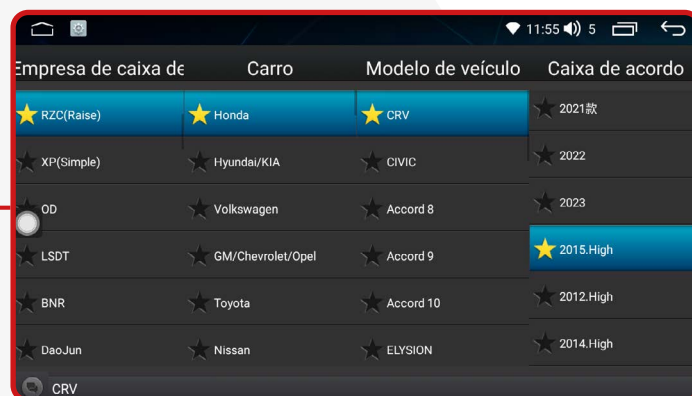 11:55 5
Empresa de caixa de Carro Modelo de veículo Caixa de acordo
RZC(Raise) Honda CRV 2021款
XP(Simple) Hyundai/KIA CIVIC 2022
OD Volkswagen Accord 8 2023
LSDT GM/Chevrolet/Opel Accord 9 2015.High
BNR Toyota Accord 10 2012.High
DaoJun Nissan ELYSION 2014.High
CRV